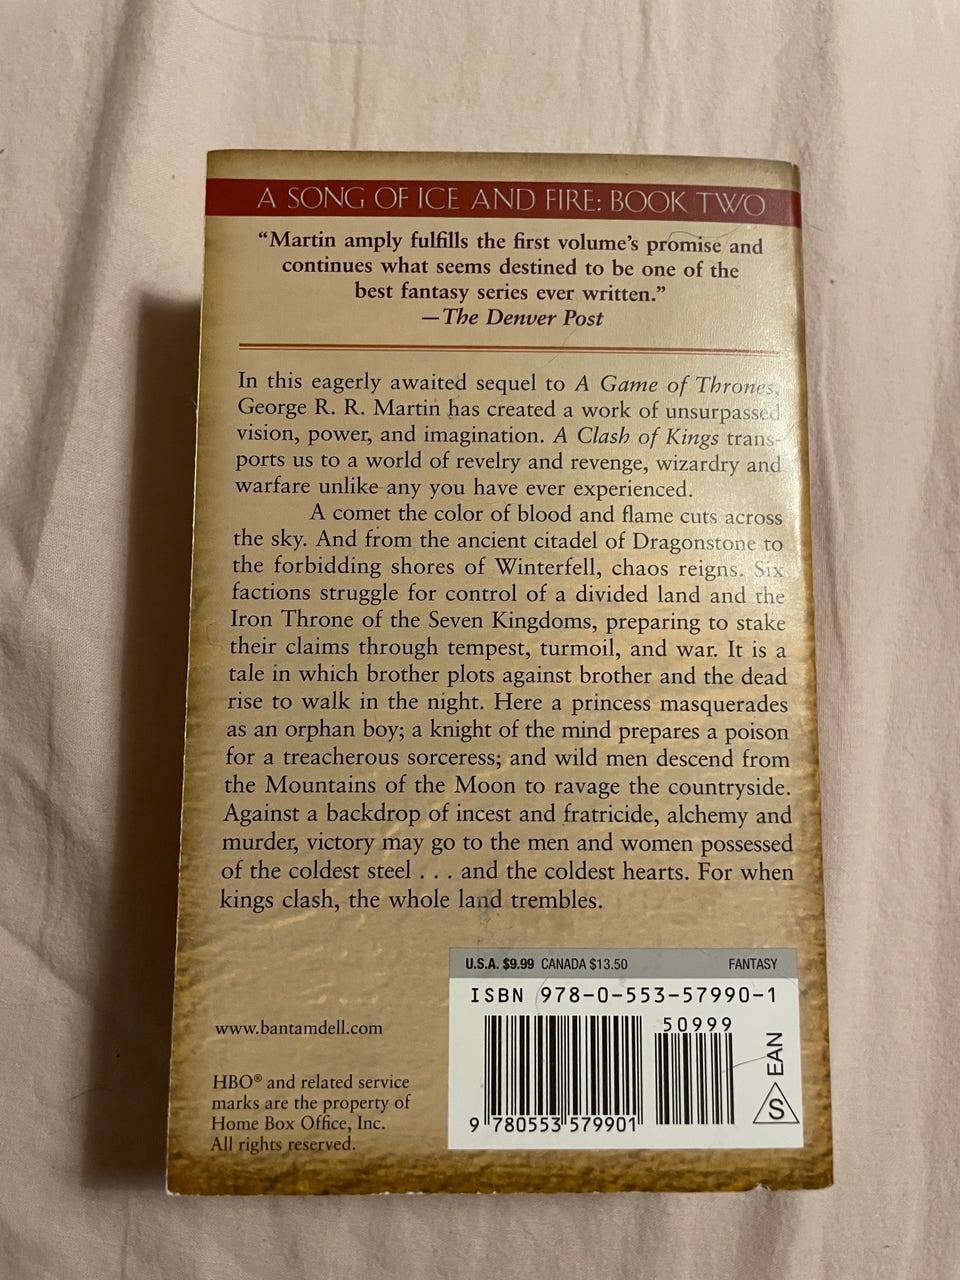 A SONG OF ICE AND FIRE: BOOK TWO
“Martin amply fulfills the first volume’s promise and
continues what seems destined to be one of the
best fantasy series ever written.”
—The Denver Post
In this eagerly awaited sequel to A Game of Thrones,
George R. R. Martin has created a work of unsurpassed
vision, power, and imagination. A Clash of Kings trans-
ports us to a world of revelry and revenge, wizardry and
warfare unlike any you have ever experienced.
A comet the color of blood and flame cuts across
the sky. And from the ancient citadel of Dragonstone to
the forbidding shores of Winterfell, chaos reigns. Six
factions struggle for control of a divided land and the
Iron Throne of the Seven Kingdoms, preparing to stake
their claims through tempest, turmoil, and war. It is a
tale in which brother plots against brother and the dead
rise to walk in the night. Here a princess masquerades
as an orphan boy; a knight of the mind prepares a poison
for a treacherous sorceress; and wild men descend from
the Mountains of the Moon to ravage the countryside.
Against a backdrop of incest and fratricide, alchemy and
murder, victory may go to the men and women possessed
of the coldest steel . . . and the coldest hearts. For when
kings clash, the whole land trembles.
U.S.A. $9.99 CANADA $13.50 FANTASY
ISBN 978-0-553-57990-1
50999
9 780553 579901
EAN
S
www.bantamdell.com
HBO® and related service
marks are the property of
Home Box Office, Inc.
All rights reserved.